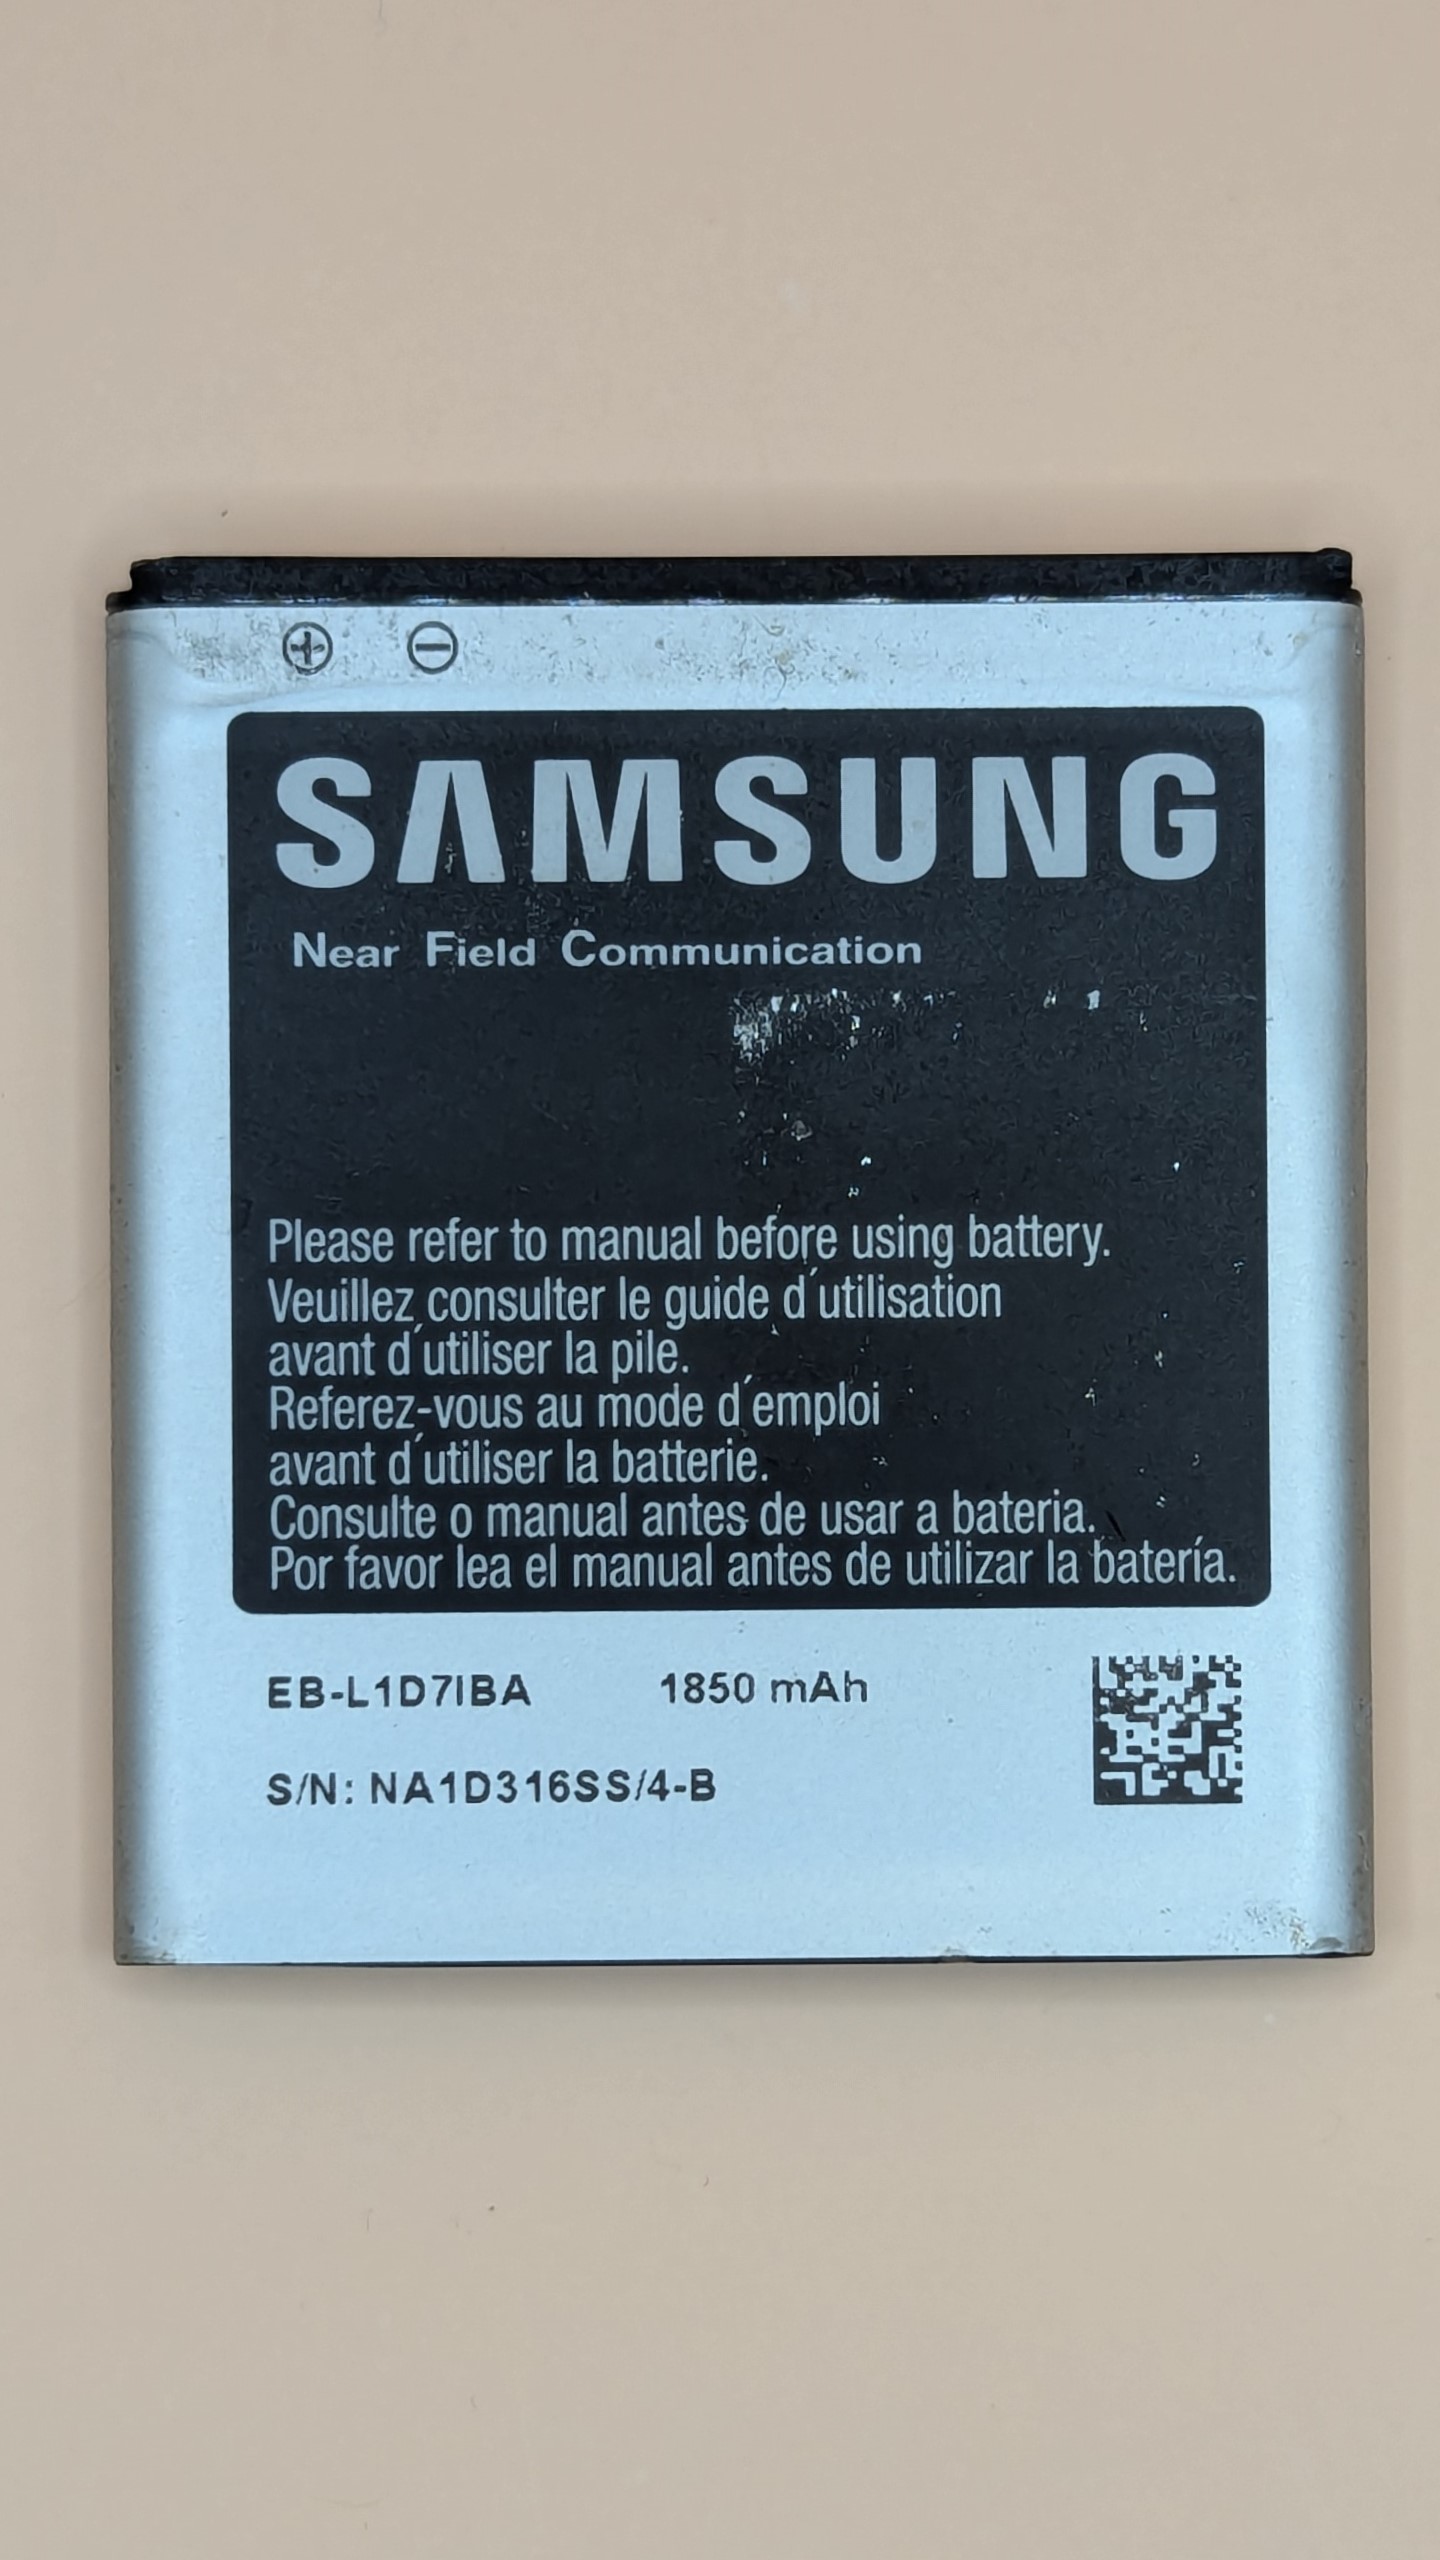 SAMSUNG
Near Field Communication
Please refer to manual before using battery.
Veuillez consulter le guide d´utilisation
avant d´utiliser la pile.
Referez-vous au mode d´emploi
avant d´utiliser la batterie.
Consulte o manual antes de usar a bateria.
Por favor lea el manual antes de utilizar la batería.
EB-L1D7IBA 1850 mAh
S/N: NA1D316SS/4-B